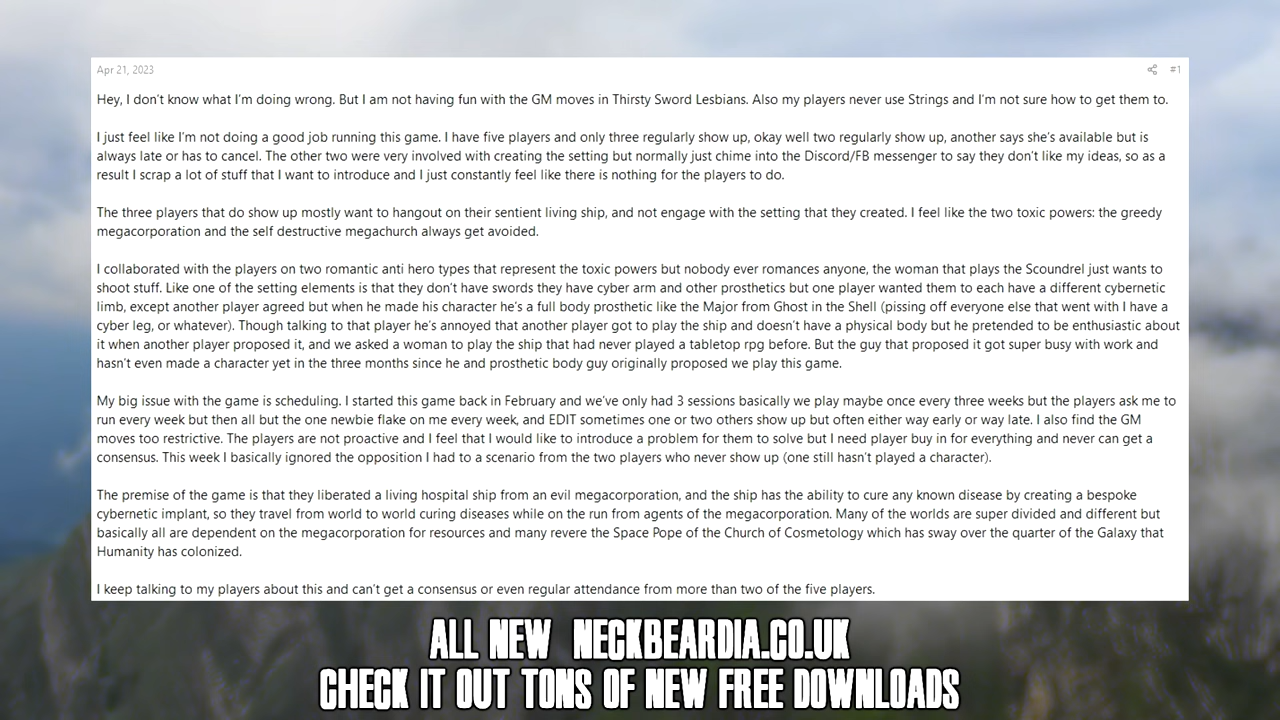 Apr 21, 2023
#1
Hey, I don't know what I'm doing wrong. But I am not having fun with the GM moves in Thirsty Sword Lesbians. Also my players never use Strings and I'm not sure how to get them to.
I just feel like I'm not doing a good job running this game. I have five players and only three regularly show up, okay well two regularly show up, another says she's available but is
always late or has to cancel. The other two were very involved with creating the setting but normally just chime into the Discord/FB messenger to say they don't like my ideas, so as a
result I scrap a lot of stuff that I want to introduce and I just constantly feel like there is nothing for the players to do.
The three players that do show up mostly want to hangout on their sentient living ship, and not engage with the setting that they created. I feel like the two toxic powers: the greedy
megacorporation and the self destructive megachurch always get avoided.
I collaborated with the players on two romantic anti hero types that represent the toxic powers but nobody ever romances anyone, the woman that plays the Scoundrel just wants to
shoot stuff. Like one of the setting elements is that they don't have swords they have cyber arm and other prosthetics but one player wanted them to each have a different cybernetic
limb, except another player agreed but when he made his character he's a full body prosthetic like the Major from Ghost in the Shell (pissing off everyone else that went with I have a
cyber leg, or whatever). Though talking to that player he's annoyed that another player got to play the ship and doesn't have a physical body but he pretended to be enthusiastic about
it when another player proposed it, and we asked a woman to play the ship that had never played a tabletop rpg before. But the guy that proposed it got super busy with work and
hasn't even made a character yet in the three months since he and prosthetic body guy originally proposed we play this game.
My big issue with the game is scheduling. I started this game back in February and we've only had 3 sessions basically we play maybe once every three weeks but the players ask me to
run every week but then all but the one newbie flake on me every week, and EDIT sometimes one or two others show up but often either way early or way late. I also find the GM
moves too restrictive. The players are not proactive and I feel that I would like to introduce a problem for them to solve but I need player buy in for everything and never can get a
consensus. This week I basically ignored the opposition I had to a scenario from the two players who never show up (one still hasn't played a character).
The premise of the game is that they liberated a living hospital ship from an evil megacorporation, and the ship has the ability to cure any known disease by creating a bespoke
cybernetic implant, so they travel from world to world curing diseases while on the run from agents of the megacorporation. Many of the worlds are super divided and different but
basically all are dependent on the megacorporation for resources and many revere the Space Pope of the Church of Cosmetology which has sway over the quarter of the Galaxy that
Humanity has colonized.
I keep talking to my players about this and can't get a consensus or even regular attendance from more than two of the five players.
ALL NEW NECKBEARDIA.CO.UK
CHECK IT OUT TONS OF NEW FREE DOWNLOADS